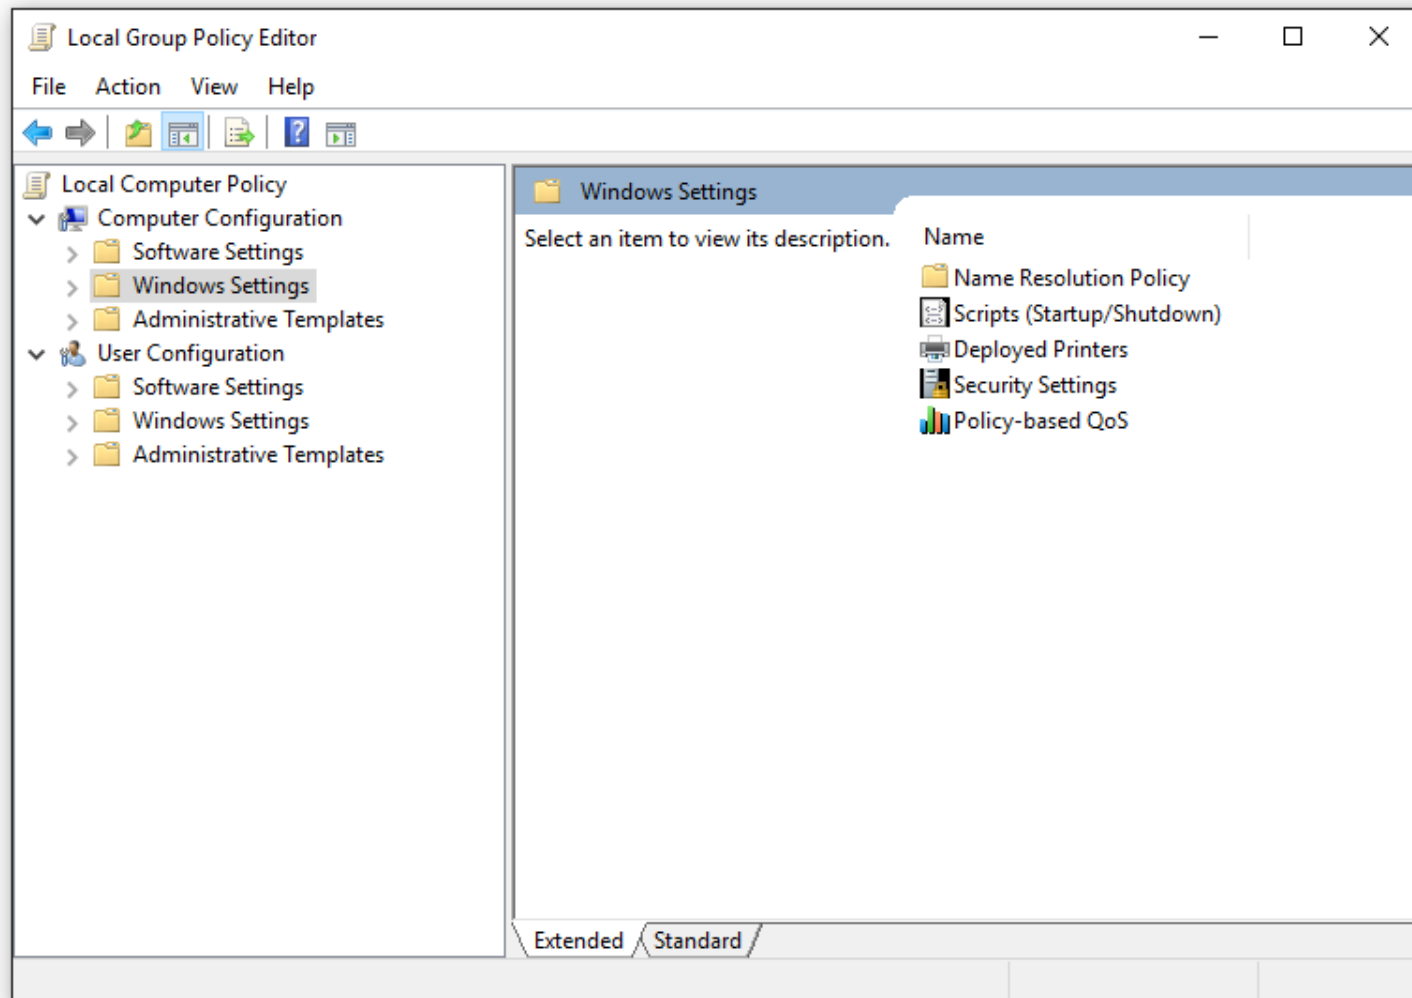 Local Group Policy Editor
File Action View Help
Local Computer Policy
Computer Configuration
Software Settings
Windows Settings
Administrative Templates
User Configuration
Software Settings
Windows Settings
Administrative Templates
Windows Settings
Select an item to view its description.
Name
Name Resolution Policy
Scripts (Startup/Shutdown)
Deployed Printers
Security Settings
Policy-based QoS
Extended Standard